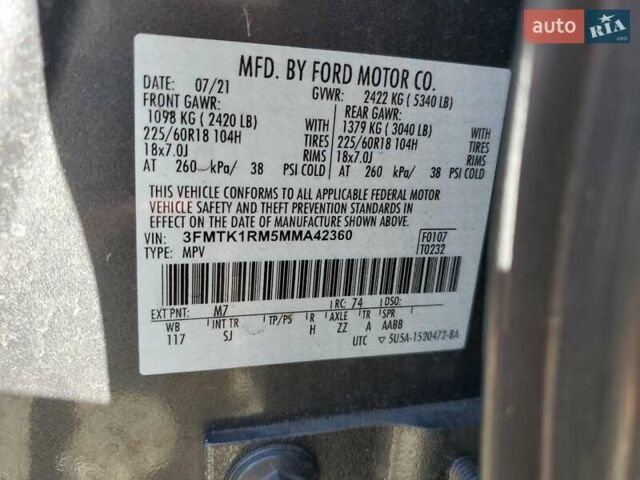 auto RIA .com
MFD. BY FORD MOTOR CO.
DATE: 07/21 GVWR: 2422 KG ( 5340 LB)
FRONT GAWR: REAR GAWR:
1098 KG ( 2420 LB) WITH 1379 KG ( 3040 LB) WITH
225/60R18 104H TIRES 225/60R18 104H TIRES
18x7.0J RIMS 18x7.0J RIMS
AT 260 kPa/ 38 PSI COLD AT 260 kPa/ 38 PSI COLD
THIS VEHICLE CONFORMS TO ALL APPLICABLE FEDERAL MOTOR
VEHICLE SAFETY AND THEFT PREVENTION STANDARDS IN
EFFECT ON THE DATE OF MANUFACTURE SHOWN ABOVE.
VIN: 3FMTK1RM5MMA42360 F0107
TYPE: MPV T0232
EXT PNT: M7 RC: 74 DSO:
WB INT TR TP/PS R AXLE TR SPR
117 SJ H ZZ A AABB
UTC ▽ 5U5A-1520472-BA